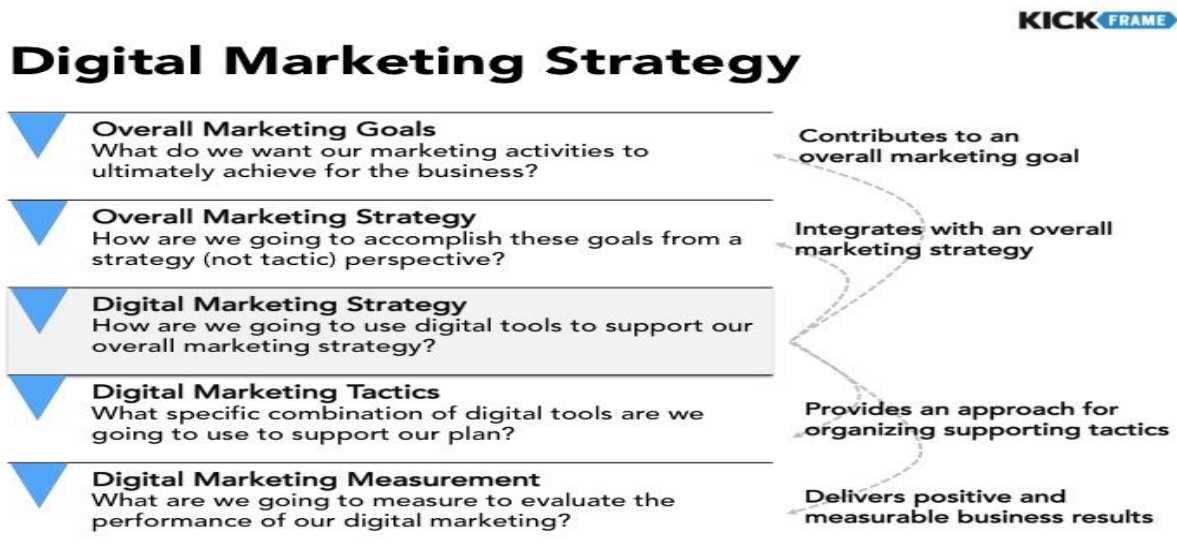 KICK FRAME
Digital Marketing Strategy
Overall Marketing Goals
What do we want our marketing activities to
ultimately achieve for the business?
Contributes to an
overall marketing goal
Overall Marketing Strategy
How are we going to accomplish these goals from a
strategy (not tactic) perspective?
Integrates with an overall
marketing strategy
Digital Marketing Strategy
How are we going to use digital tools to support our
overall marketing strategy?
Digital Marketing Tactics
What specific combination of digital tools are we
going to use to support our plan?
Provides an approach for
organizing supporting tactics
Digital Marketing Measurement
What are we going to measure to evaluate the
performance of our digital marketing?
Delivers positive and
measurable business results